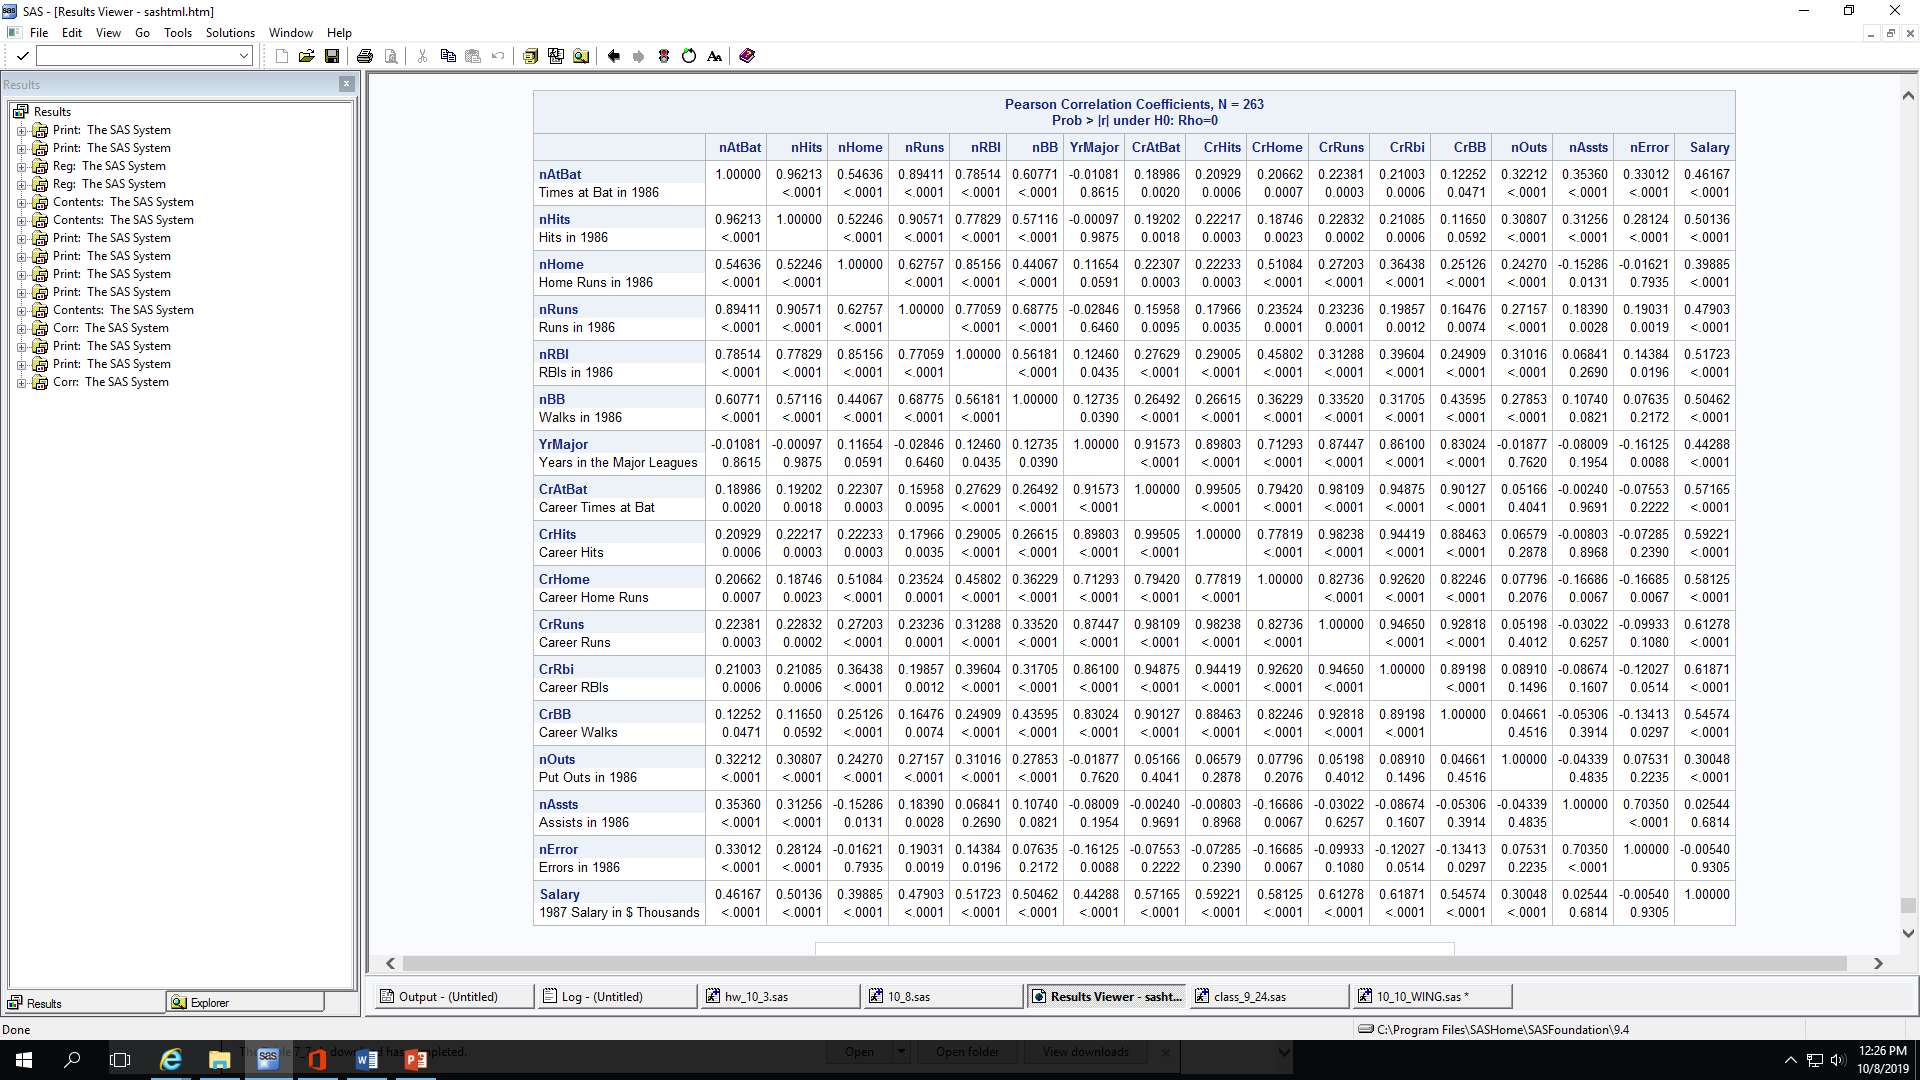 SAS - [Results Viewer - sashtml.htm]
File Edit View Go Tools Solutions Window Help
Results
Results
Print: The SAS System
Print: The SAS System
Reg: The SAS System
Reg: The SAS System
Contents: The SAS System
Contents: The SAS System
Print: The SAS System
Print: The SAS System
Print: The SAS System
Print: The SAS System
Contents: The SAS System
Corr: The SAS System
Print: The SAS System
Print: The SAS System
Corr: The SAS System
Pearson Correlation Coefficients, N = 263
Prob > |r| under H0: Rho=0
nAtBat nHits nHome nRuns nRBI nBB YrMajor CrAtBat CrHits CrHome CrRuns CrRbi CrBB nOuts nAssts nError Salary
nAtBat 1.00000 0.96213 0.54636 0.89411 0.78514 0.60771 -0.01081 0.18986 0.20929 0.20662 0.22381 0.21003 0.12252 0.32212 0.35360 0.33012 0.46167
Times at Bat in 1986 <.0001 <.0001 <.0001 <.0001 <.0001 0.8615 0.0020 0.0006 0.0007 0.0003 0.0006 0.0471 <.0001 <.0001 <.0001 <.0001
nHits 0.96213 1.00000 0.52246 0.90571 0.77829 0.57116 -0.00097 0.19202 0.22217 0.18746 0.22832 0.21085 0.11650 0.30807 0.31256 0.28124 0.50136
Hits in 1986 <.0001 <.0001 <.0001 <.0001 <.0001 0.9875 0.0018 0.0003 0.0023 0.0002 0.0006 0.0592 <.0001 <.0001 <.0001 <.0001
nHome 0.54636 0.52246 1.00000 0.62757 0.85156 0.44067 0.11654 0.22307 0.22233 0.51084 0.27203 0.36438 0.25126 0.24270 -0.15286 -0.01621 0.39885
Home Runs in 1986 <.0001 <.0001 <.0001 <.0001 <.0001 0.0591 0.0003 0.0003 <.0001 <.0001 <.0001 <.0001 <.0001 0.0131 0.7935 <.0001
nRuns 0.89411 0.90571 0.62757 1.00000 0.77059 0.68775 -0.02846 0.15958 0.17966 0.23524 0.23236 0.19857 0.16476 0.27157 0.18390 0.19031 0.47903
Runs in 1986 <.0001 <.0001 <.0001 <.0001 <.0001 0.6460 0.0095 0.0035 0.0001 0.0001 0.0012 0.0074 <.0001 0.0028 0.0019 <.0001
nRBI 0.78514 0.77829 0.85156 0.77059 1.00000 0.56181 0.12460 0.27629 0.29005 0.45802 0.31288 0.39604 0.24909 0.31016 0.06841 0.14384 0.51723
RBIs in 1986 <.0001 <.0001 <.0001 <.0001 <.0001 0.0435 <.0001 <.0001 <.0001 <.0001 <.0001 <.0001 <.0001 0.2690 0.0196 <.0001
nBB 0.60771 0.57116 0.44067 0.68775 0.56181 1.00000 0.12735 0.26492 0.26615 0.36229 0.33520 0.31705 0.43595 0.27853 0.10740 0.07635 0.50462
Walks in 1986 <.0001 <.0001 <.0001 <.0001 <.0001 0.0390 <.0001 <.0001 <.0001 <.0001 <.0001 <.0001 <.0001 0.0821 0.2172 <.0001
YrMajor -0.01081 -0.00097 0.11654 -0.02846 0.12460 0.12735 1.00000 0.91573 0.89803 0.71293 0.87447 0.86100 0.83024 -0.01877 -0.08009 -0.16125 0.44288
Years in the Major Leagues 0.8615 0.9875 0.0591 0.6460 0.0435 0.0390 <.0001 <.0001 <.0001 <.0001 <.0001 <.0001 0.7620 0.1954 0.0088 <.0001
CrAtBat 0.18986 0.19202 0.22307 0.15958 0.27629 0.26492 0.91573 1.00000 0.99505 0.79420 0.98109 0.94875 0.90127 0.05166 -0.00240 -0.07553 0.57165
Career Times at Bat 0.0020 0.0018 0.0003 0.0095 <.0001 <.0001 <.0001 <.0001 <.0001 <.0001 <.0001 <.0001 0.4041 0.9691 0.2222 <.0001
CrHits 0.20929 0.22217 0.22233 0.17966 0.29005 0.26615 0.89803 0.99505 1.00000 0.77819 0.98238 0.94419 0.88463 0.06579 -0.00803 -0.07285 0.59221
Career Hits 0.0006 0.0003 0.0003 0.0035 <.0001 <.0001 <.0001 <.0001 <.0001 <.0001 <.0001 <.0001 0.2878 0.8968 0.2390 <.0001
CrHome 0.20662 0.18746 0.51084 0.23524 0.45802 0.36229 0.71293 0.79420 0.77819 1.00000 0.82736 0.92620 0.82246 0.07796 -0.16686 -0.16685 0.58125
Career Home Runs 0.0007 0.0023 <.0001 0.0001 <.0001 <.0001 <.0001 <.0001 <.0001 <.0001 <.0001 <.0001 0.2076 0.0067 0.0067 <.0001
CrRuns 0.22381 0.22832 0.27203 0.23236 0.31288 0.33520 0.87447 0.98109 0.98238 0.82736 1.00000 0.94650 0.92818 0.05198 -0.03022 -0.09933 0.61278
Career Runs 0.0003 0.0002 <.0001 0.0001 <.0001 <.0001 <.0001 <.0001 <.0001 <.0001 <.0001 <.0001 0.4012 0.6257 0.1080 <.0001
CrRbi 0.21003 0.21085 0.36438 0.19857 0.39604 0.31705 0.86100 0.94875 0.94419 0.92620 0.94650 1.00000 0.89198 0.08910 -0.08674 -0.12027 0.61871
Career RBIs 0.0006 0.0006 <.0001 0.0012 <.0001 <.0001 <.0001 <.0001 <.0001 <.0001 <.0001 <.0001 0.1496 0.1607 0.0514 <.0001
CrBB 0.12252 0.11650 0.25126 0.16476 0.24909 0.43595 0.83024 0.90127 0.88463 0.82246 0.92818 0.89198 1.00000 0.04661 -0.05306 -0.13413 0.54574
Career Walks 0.0471 0.0592 <.0001 0.0074 <.0001 <.0001 <.0001 <.0001 <.0001 <.0001 <.0001 <.0001 0.4516 0.3914 0.0297 <.0001
nOuts 0.32212 0.30807 0.24270 0.27157 0.31016 0.27853 -0.01877 0.05166 0.06579 0.07796 0.05198 0.08910 0.04661 1.00000 -0.04339 0.07531 0.30048
Put Outs in 1986 <.0001 <.0001 <.0001 <.0001 <.0001 <.0001 0.7620 0.4041 0.2878 0.2076 0.4012 0.1496 0.4516 0.4835 0.2235 <.0001
nAssts 0.35360 0.31256 -0.15286 0.18390 0.06841 0.10740 -0.08009 -0.00240 -0.00803 -0.16686 -0.03022 -0.08674 -0.05306 -0.04339 1.00000 0.70350 0.02544
Assists in 1986 <.0001 <.0001 0.0131 0.0028 0.2690 0.0821 0.1954 0.9691 0.8968 0.0067 0.6257 0.1607 0.3914 0.4835 <.0001 0.6814
nError 0.33012 0.28124 -0.01621 0.19031 0.14384 0.07635 -0.16125 -0.07553 -0.07285 -0.16685 -0.09933 -0.12027 -0.13413 0.07531 0.70350 1.00000 -0.00540
Errors in 1986 <.0001 <.0001 0.7935 0.0019 0.0196 0.2172 0.0088 0.2222 0.2390 0.0067 0.1080 0.0514 0.0297 0.2235 <.0001 0.9305
Salary 0.46167 0.50136 0.39885 0.47903 0.51723 0.50462 0.44288 0.57165 0.59221 0.58125 0.61278 0.61871 0.54574 0.30048 0.02544 -0.00540 1.00000
1987 Salary in $ Thousands <.0001 <.0001 <.0001 <.0001 <.0001 <.0001 <.0001 <.0001 <.0001 <.0001 <.0001 <.0001 <.0001 <.0001 0.6814 0.9305
Results Explorer
Output - (Untitled) Log - (Untitled) hw_10_3.sas 10_8.sas Results Viewer - sasht... class_9_24.sas 10_10_WING.sas *
Done C:\Program Files\SASHome\SASFoundation\9.4
Open Open folder View downloads
12:26 PM
10/8/2019